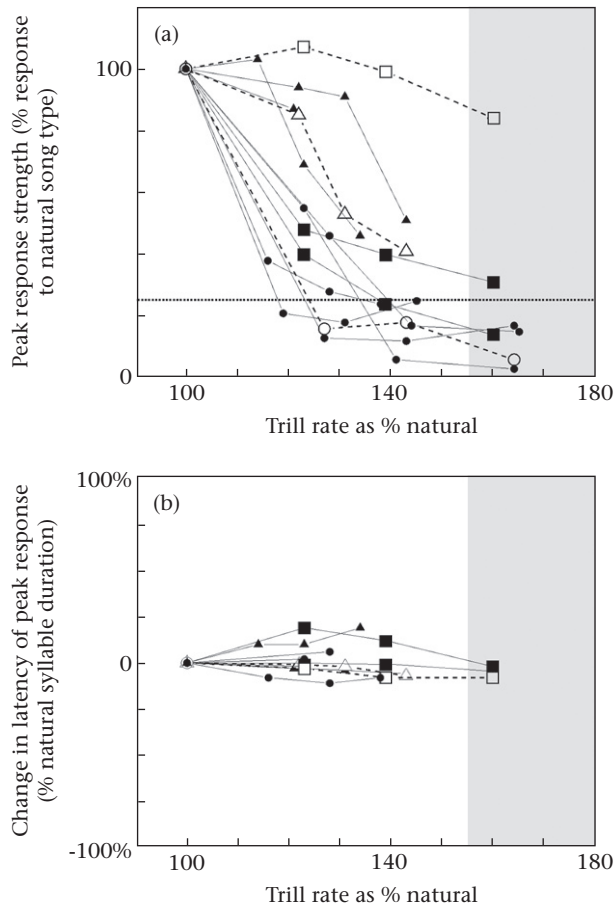 (a)
100
0
100
140
180
Trill rate as % natural
Peak response strength (% response
to natural song type)
100%
(b)
0
-100%
100
140
180
Trill rate as % natural
Change in latency of peak response
(% natural syllable duration)